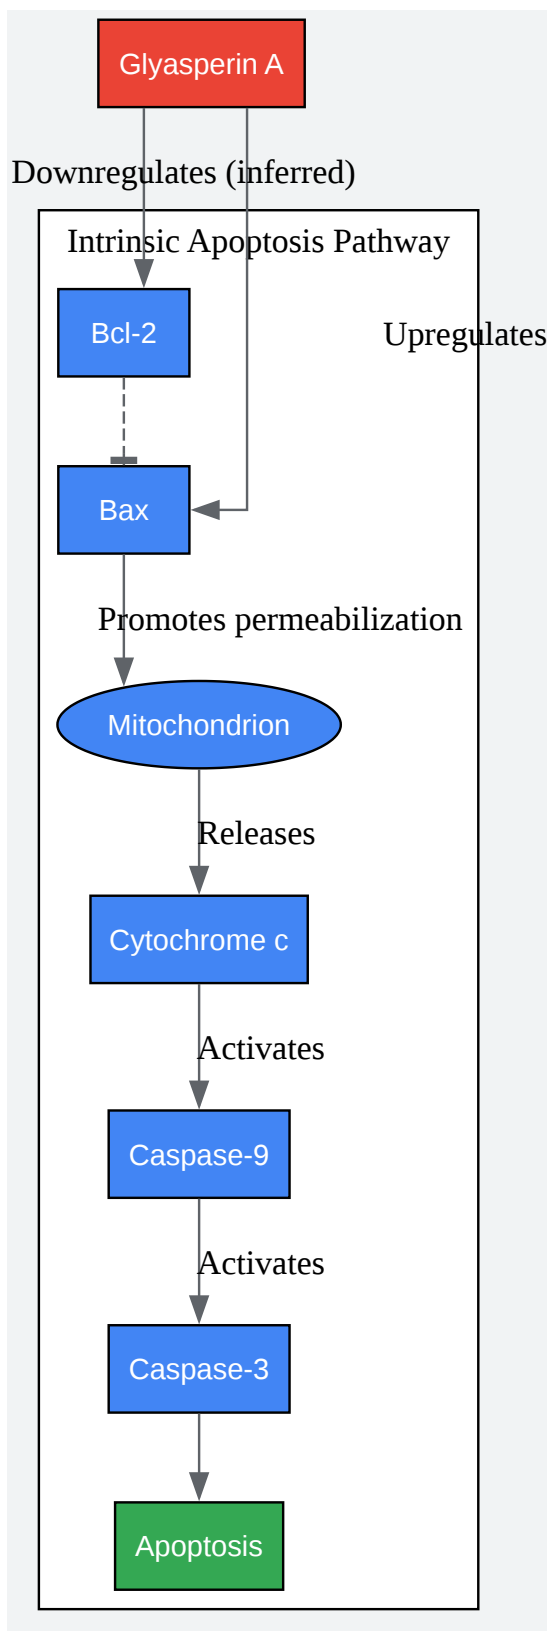 Glyasperin A
Downregulates (inferred)
Intrinsic Apoptosis Pathway
Bcl-2
Upregulates
Bax
Promotes permeabilization
Mitochondrion
Releases
Cytochrome c
Activates
Caspase-9
Activates
Caspase-3
Apoptosis